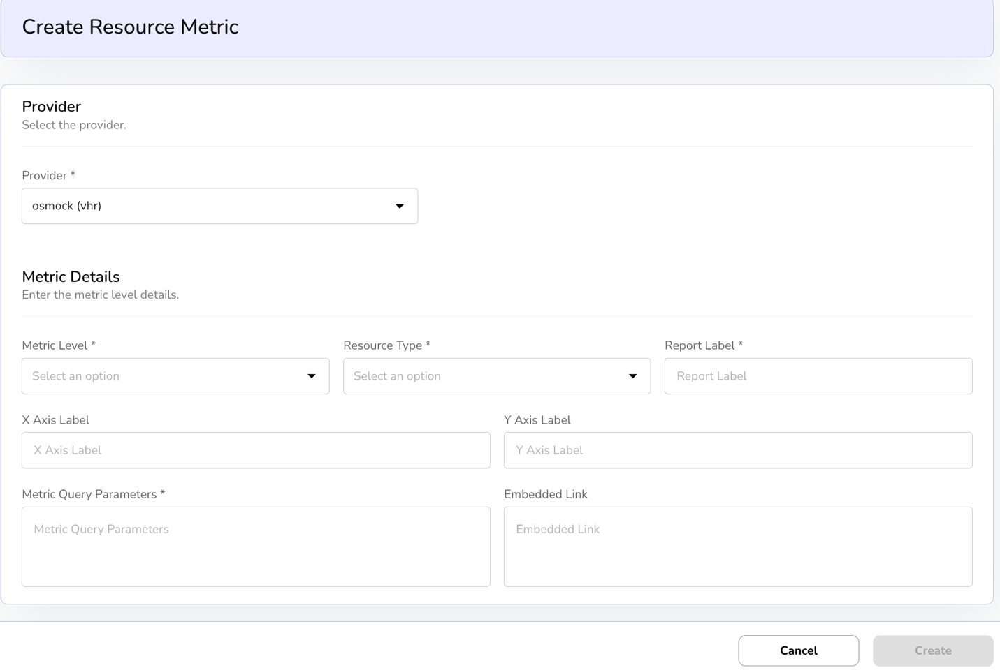 Create Resource Metric
Provider
Select the provider.
Provider *
osmock (vhr)
Metric Details
Enter the metric level details.
Metric Level *
Resource Type *
Report Label *
Select an option
Select an option
Report Label
X Axis Label
Y Axis Label
X Axis Label
Y Axis Label
Metric Query Parameters *
Embedded Link
Metric Query Parameters
Embedded Link
Cancel
Create